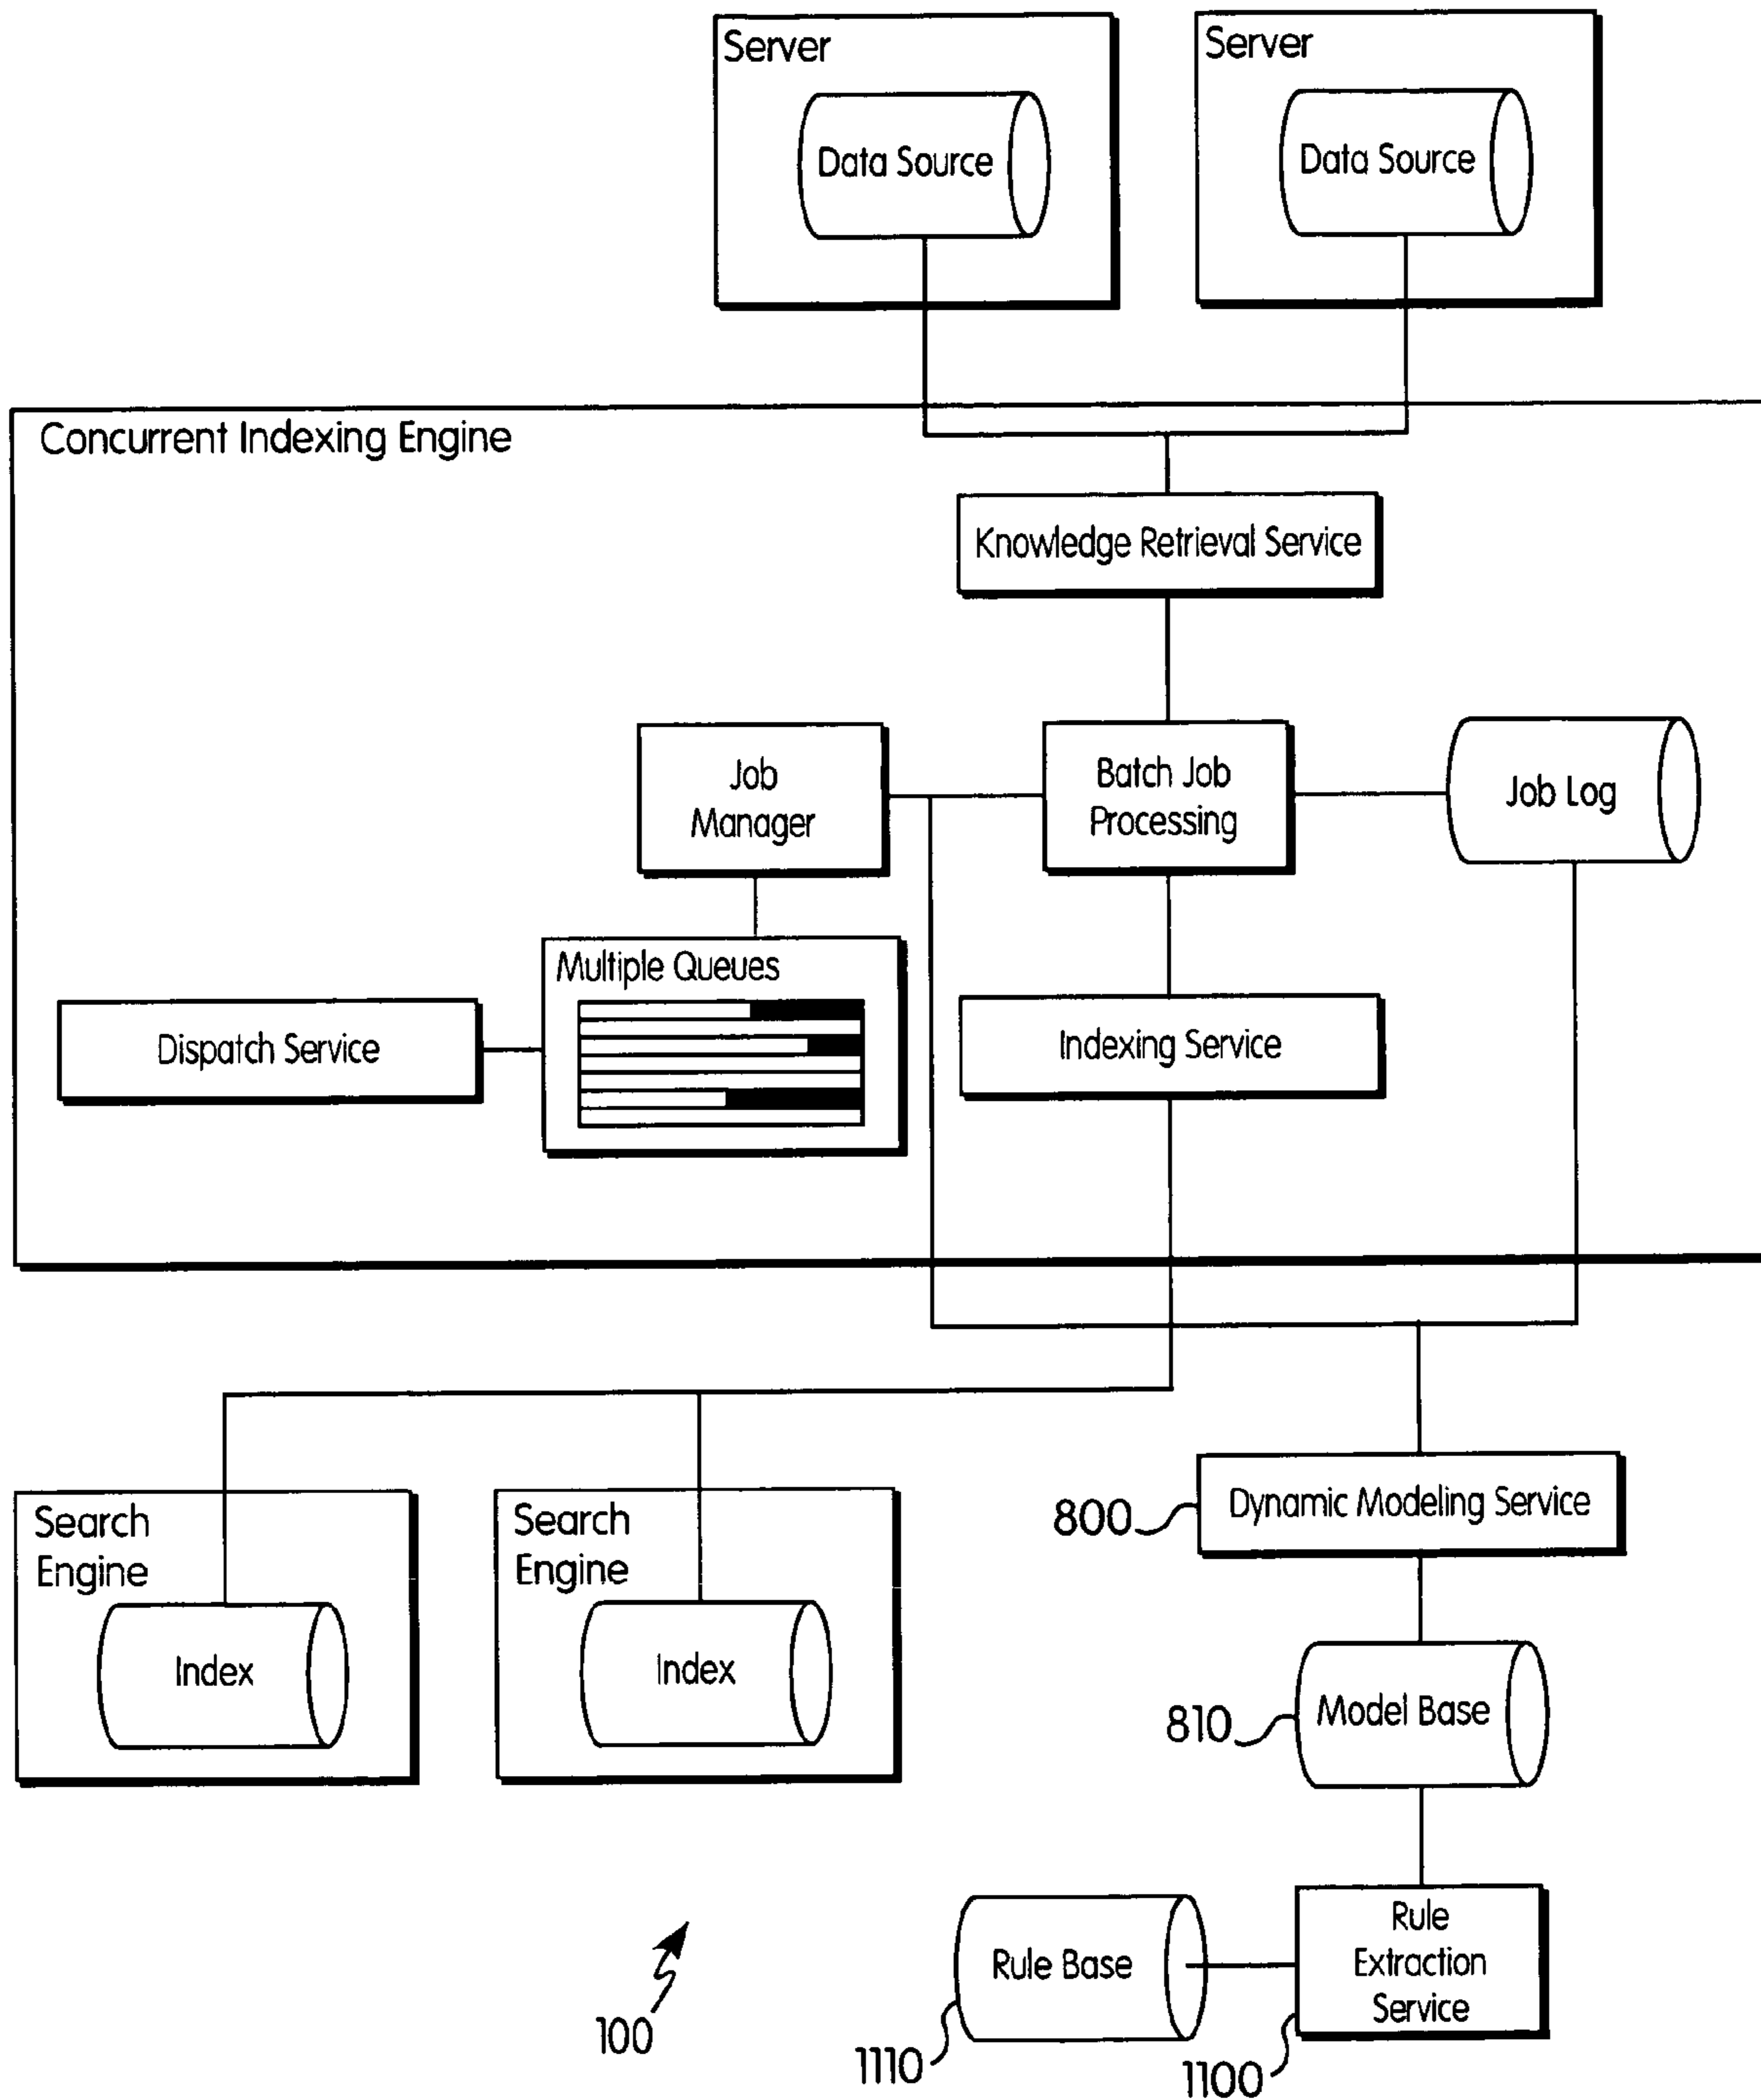 Server
Server
Data Source
Data Source
Concurrent Indexing Engine
Knowledge Retrieval Service
Job
Manager
Batch Job
Processing
Job Log
Multiple Queues
Dispatch Service
Indexing Service
Search
Engine
Search
Engine
800
Dynamic Modeling Service
Index
Index
810
Model Base
Rule Base
Rule
Extraction
Service
100
1110
1100